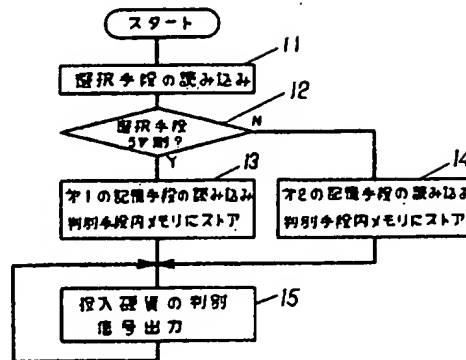 スタート
11
選択手段の読み込み
12
選択手段
N
Y
13
14
才1の記憶手段の読み込み
判別手段内メモリにストア
才2の記憶手段の読み込み
判別手段内メモリにストア
15
投入硬貨の判別
信号出力